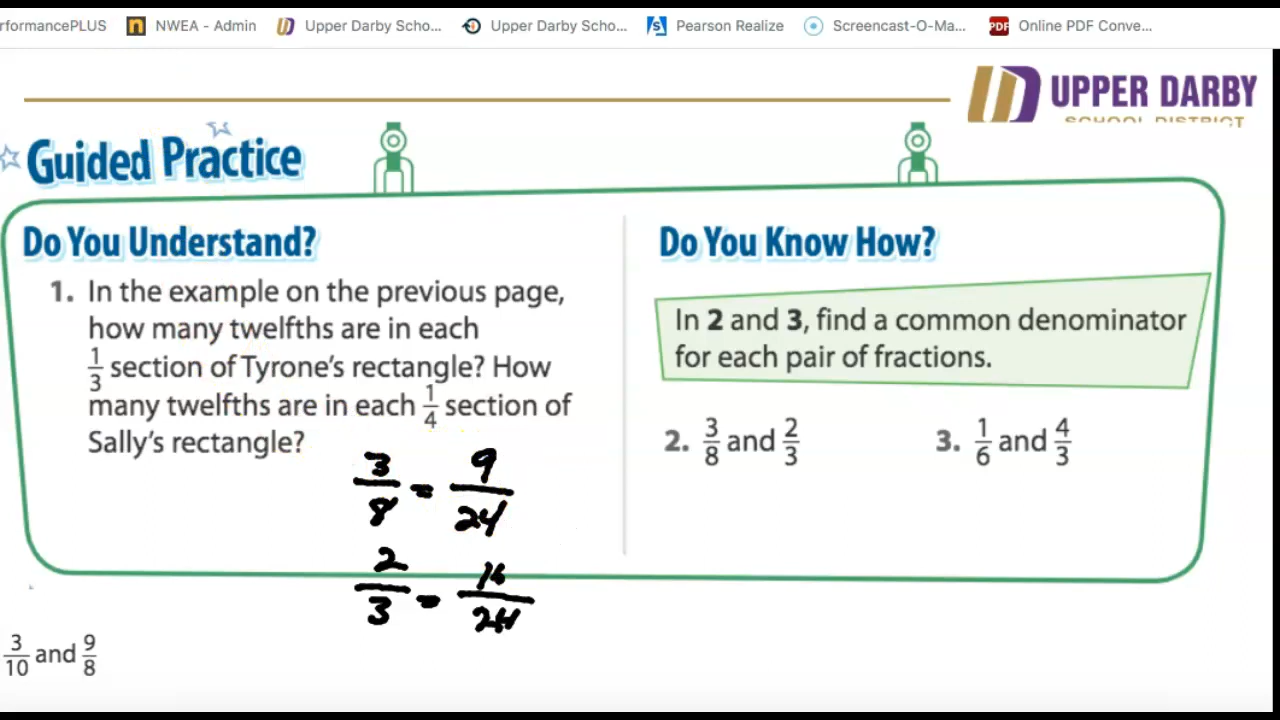 rformancePLUS NWEA - Admin Upper Darby Scho... Upper Darby Scho... Pearson Realize Screencast-O-Ma... PDF Online PDF Conve...
UPPER DARBY
SCHOOL DISTRICT
Guided Practice
Do You Understand?
1. In the example on the previous page,
how many twelfths are in each
1/3 section of Tyrone's rectangle? How
many twelfths are in each 1/4 section of
Sally's rectangle?
3/8 = 9/24
2/3 = 16/24
Do You Know How?
In 2 and 3, find a common denominator
for each pair of fractions.
2. 3/8 and 2/3
3. 1/6 and 4/3
3/10 and 9/8